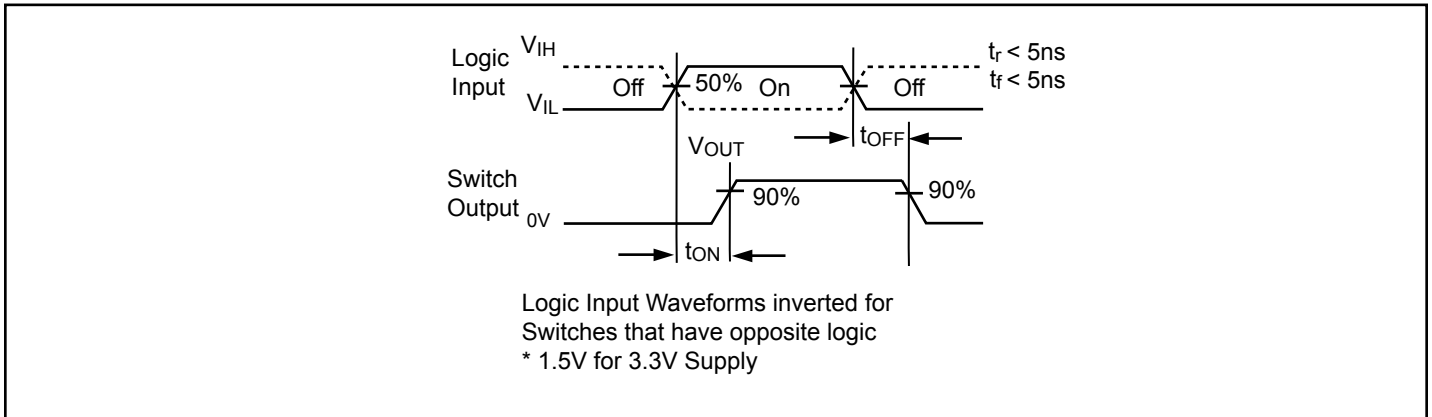 Logic
Input
VIH
VIL
Off
50%
On
Off
tr < 5ns
tf < 5ns
tOFF
VOUT
Switch
Output
0V
90%
90%
tON
Logic Input Waveforms inverted for
Switches that have opposite logic
* 1.5V for 3.3V Supply